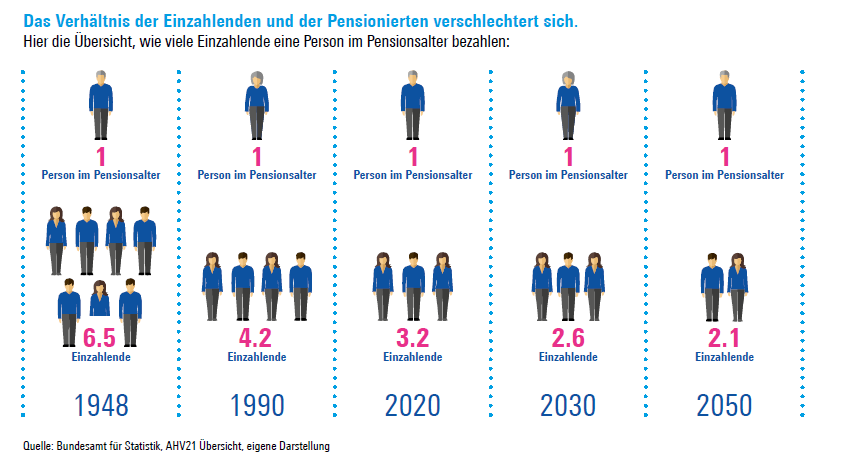 Das Verhältnis der Einzahlenden und der Pensionierten verschlechtert sich.
Hier die Übersicht, wie viele Einzahlende eine Person im Pensionsalter bezahlen:
1 1 1 1 1
Person im Pensionsalter Person im Pensionsalter Person im Pensionsalter Person im Pensionsalter Person im Pensionsalter
6.5 4.2 3.2 2.6 2.1
Einzahlende Einzahlende Einzahlende Einzahlende Einzahlende
1948 1990 2020 2030 2050
Quelle: Bundesamt für Statistik, AHV21 Übersicht, eigene Darstellung